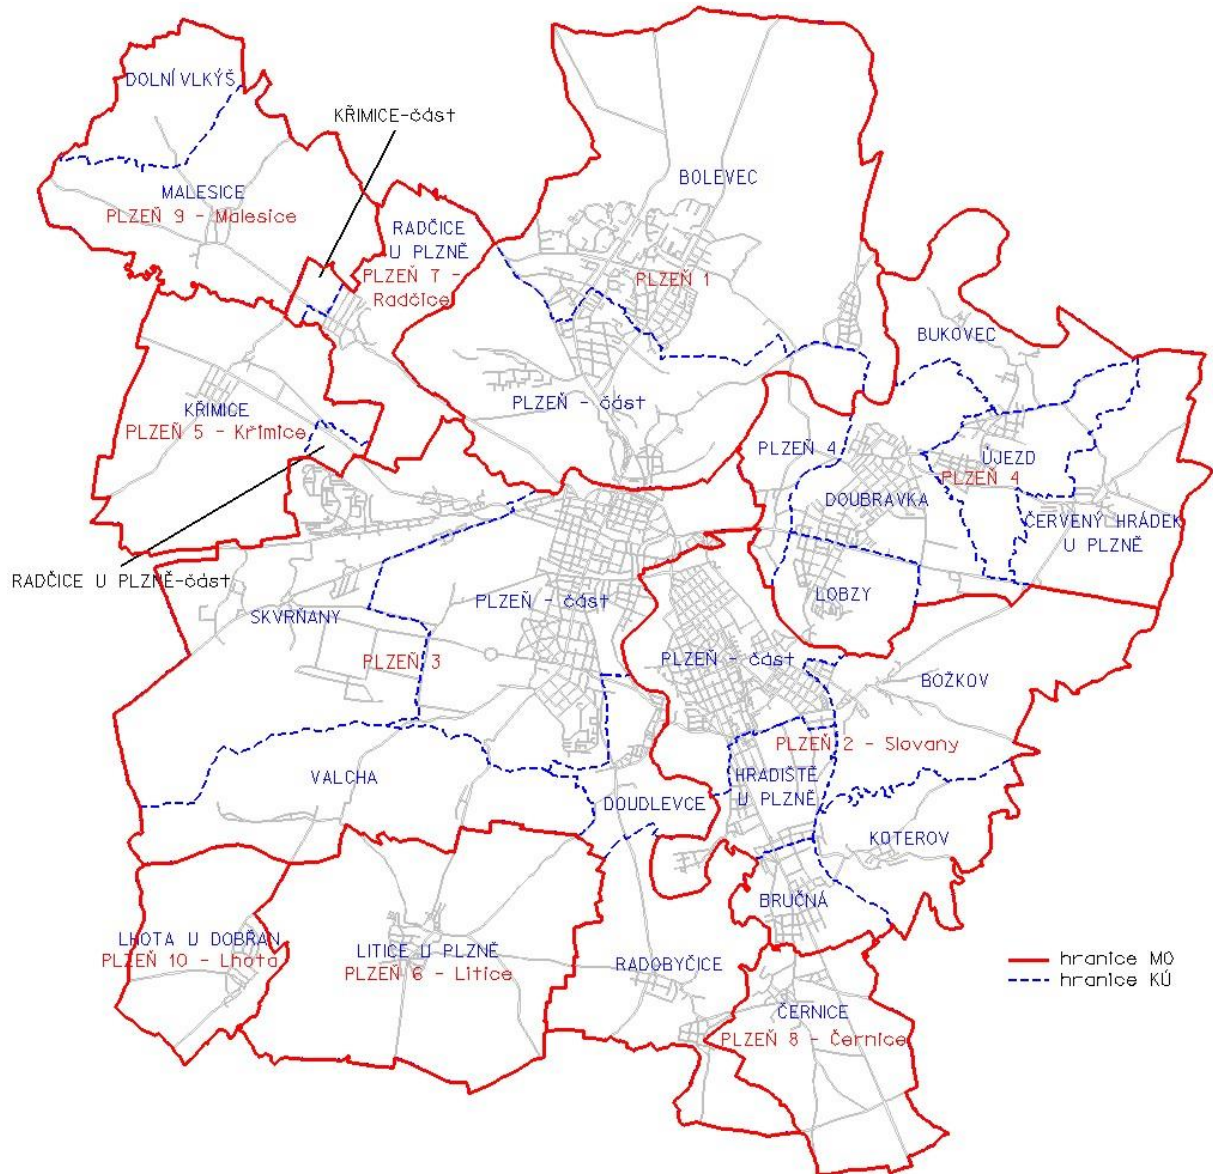 DOLNÍ VLKÝŠ
KŘIMICE-část
BOLEVEC
MALESICE
PLZEŇ 9 - Malesice
RADČICE
U PLZNĚ
PLZEŇ 7 -
Radčice
PLZEŇ 1
BUKOVEC
KŘIMICE
PLZEŇ 5 - Křimice
PLZEŇ - část
PLZEŇ 4
ÚJEZD
PLZEŇ 4
DOUBRAVKA
ČERVENÝ HRÁDEK
U PLZNĚ
RADČICE U PLZNĚ-část
SKVRŇANY
PLZEŇ - část
LOBZY
PLZEŇ 3
PLZEŇ - část
BOŽKOV
PLZEŇ 2 - Slovany
VALCHA
HRADIŠTĚ
U PLZNĚ
DOUDLEVCE
KOTEROV
BRUČNÁ
LHOTA U DOBŘAN
PLZEŇ 10 - Lhota
LITICE U PLZNĚ
PLZEŇ 6 - Litice
RADOBYČICE
ČERNICE
PLZEŇ 8 - Černice
hranice MO
hranice KÚ